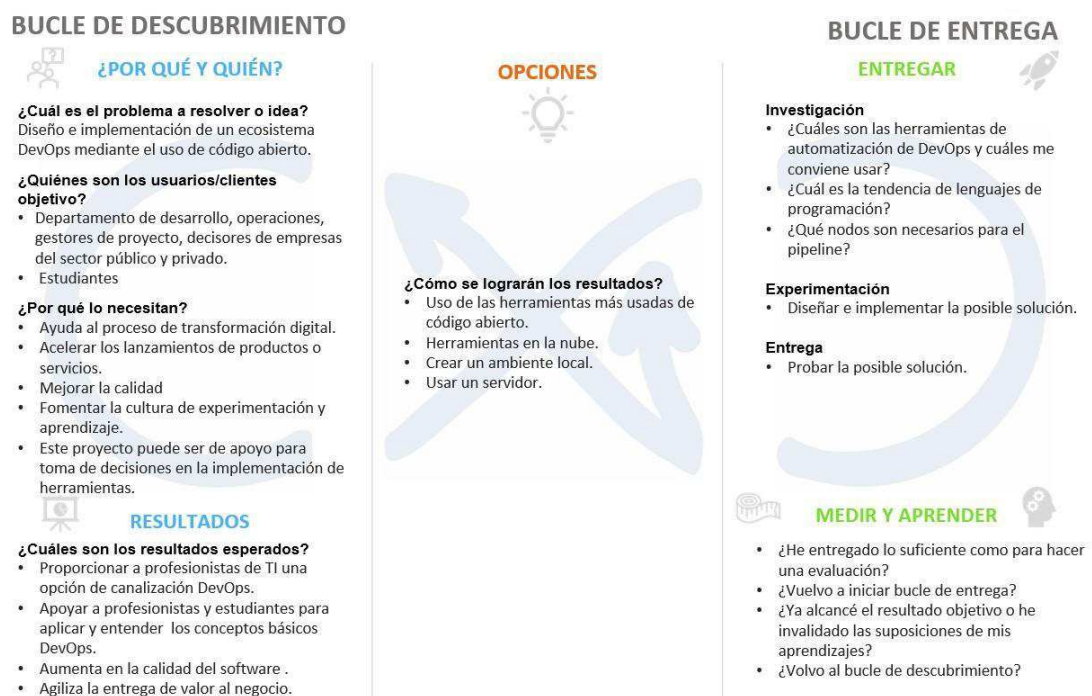 BUCLE DE DESCUBRIMIENTO
¿POR QUÉ Y QUIÉN?
¿Cuál es el problema a resolver o idea?
Diseño e implementación de un ecosistema
DevOps mediante el uso de código abierto.
¿Quiénes son los usuarios/clientes
objetivo?
• Departamento de desarrollo, operaciones,
gestores de proyecto, decisores de empresas
del sector público y privado.
• Estudiantes
¿Por qué lo necesitan?
• Ayuda al proceso de transformación digital.
• Acelerar los lanzamientos de productos o
servicios.
• Mejorar la calidad
• Fomentar la cultura de experimentación y
aprendizaje.
• Este proyecto puede ser de apoyo para
toma de decisiones en la implementación de
herramientas.
RESULTADOS
¿Cuáles son los resultados esperados?
• Proporcionar a profesionistas de TI una
opción de canalización DevOps.
• Apoyar a profesionistas y estudiantes para
aplicar y entender los conceptos básicos
DevOps.
• Aumenta en la calidad del software .
• Agiliza la entrega de valor al negocio.
OPCIONES
¿Cómo se lograrán los resultados?
• Uso de las herramientas más usadas de
código abierto.
• Herramientas en la nube.
• Crear un ambiente local.
• Usar un servidor.
BUCLE DE ENTREGA
ENTREGAR
Investigación
• ¿Cuáles son las herramientas de
automatización de DevOps y cuáles me
conviene usar?
• ¿Cuál es la tendencia de lenguajes de
programación?
• ¿Qué nodos son necesarios para el
pipeline?
Experimentación
• Diseñar e implementar la posible solución.
Entrega
• Probar la posible solución.
MEDIR Y APRENDER
• ¿He entregado lo suficiente como para hacer
una evaluación?
• ¿Vuelvo a iniciar bucle de entrega?
• ¿Ya alcancé el resultado objetivo o he
invalidado las suposiciones de mis
aprendizajes?
• ¿Volvo al bucle de descubrimiento?